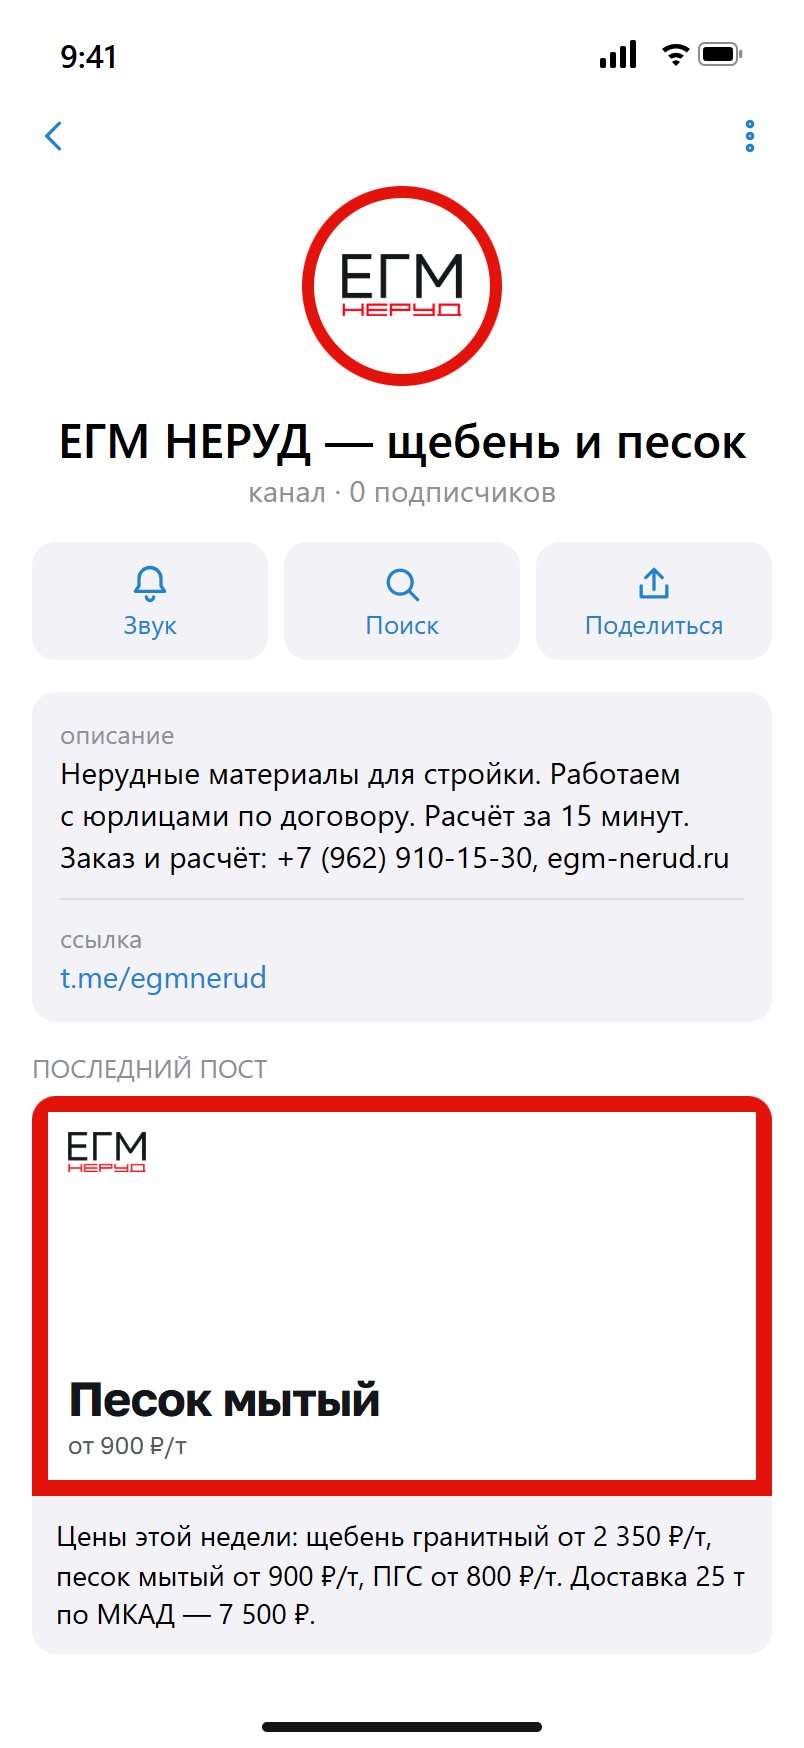 9:41
ЕГМ
НЕРУД
ЕГМ НЕРУД — щебень и песок
канал · 0 подписчиков
Звук
Поиск
Поделиться
описание
Нерудные материалы для стройки. Работаем
с юрлицами по договору. Расчёт за 15 минут.
Заказ и расчёт: +7 (962) 910-15-30, egm-nerud.ru
ссылка
t.me/egmnerud
ПОСЛЕДНИЙ ПОСТ
ЕГМ
НЕРУД
Песок мытый
от 900 ₽/т
Цены этой недели: щебень гранитный от 2 350 ₽/т,
песок мытый от 900 ₽/т, ПГС от 800 ₽/т. Доставка 25 т
по МКАД — 7 500 ₽.